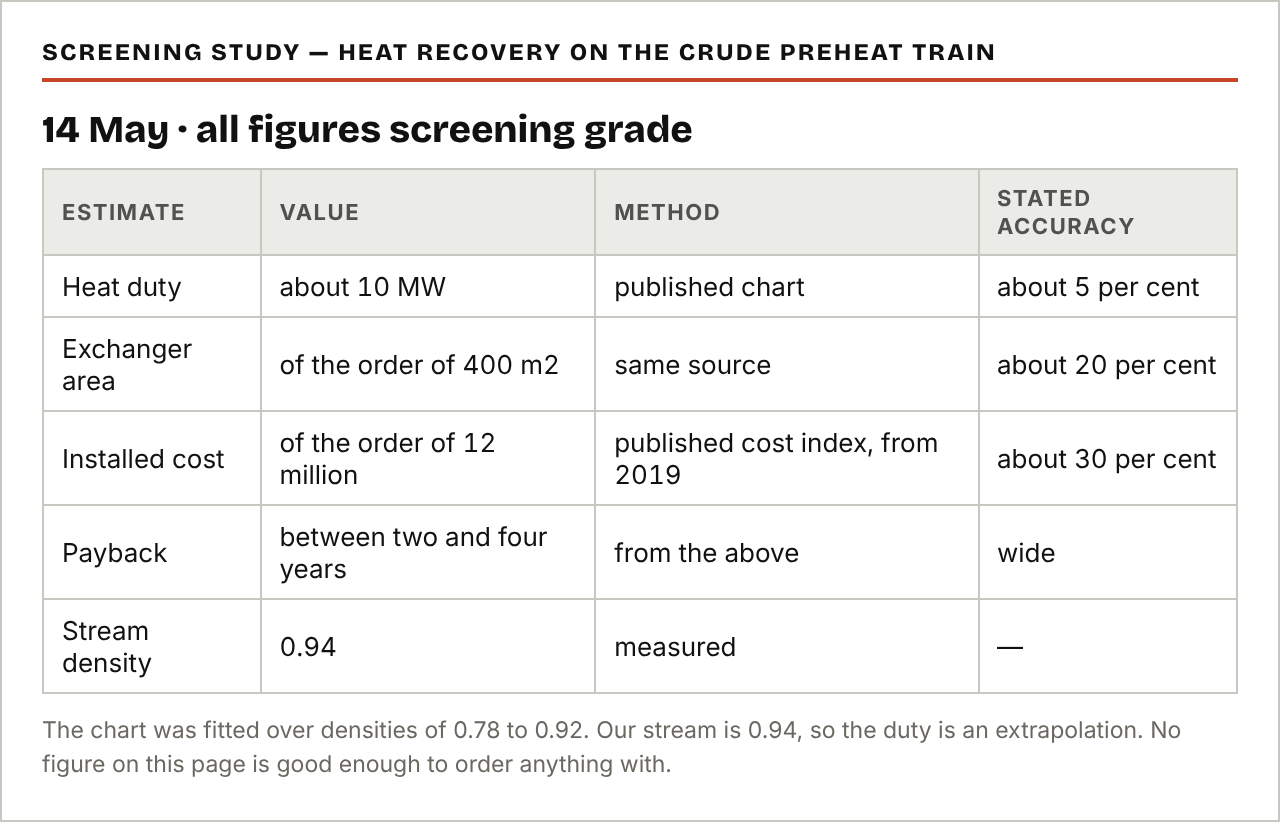 SCREENING STUDY — HEAT RECOVERY ON THE CRUDE PREHEAT TRAIN
14 May · all figures screening grade
ESTIMATE
VALUE
METHOD
STATED
ACCURACY
Heat duty
about 10 MW
published chart
about 5 per cent
Exchanger
area
of the order of 400 m2
same source
about 20 per cent
Installed cost
of the order of 12
million
published cost index, from
2019
about 30 per cent
Payback
between two and four
years
from the above
wide
Stream
density
0.94
measured
—
The chart was fitted over densities of 0.78 to 0.92. Our stream is 0.94, so the duty is an extrapolation. No
figure on this page is good enough to order anything with.